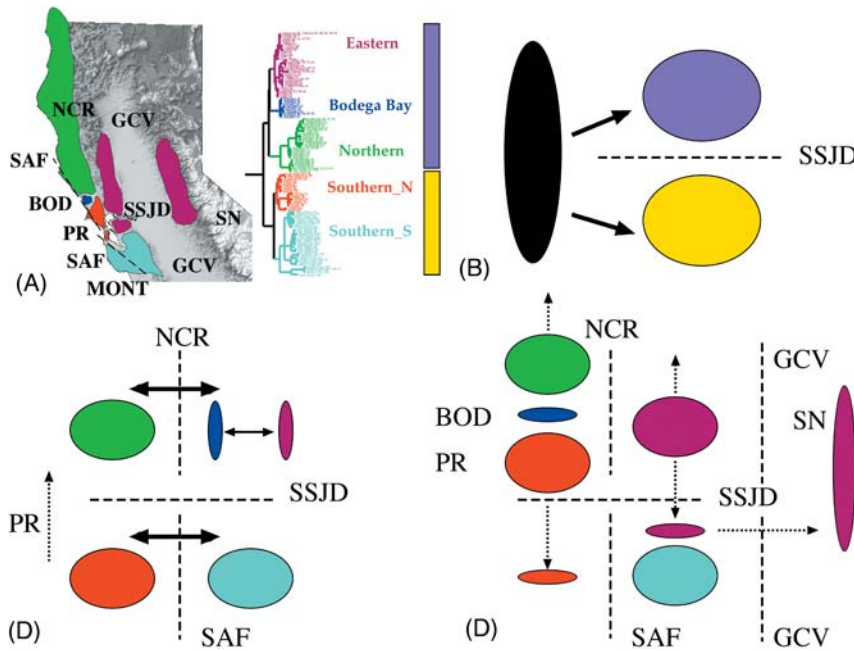 NCR
GCV
SAF
BOD
SSJD
PR
SN
SAF
GCV
MONT
(A)
Eastern
Bodega Bay
Northern
Southern_N
Southern_S
SSJD
(B)
NCR
SSJD
PR
SAF
(D)
NCR
GCV
BOD
SN
PR
SSJD
SAF
GCV
(D)